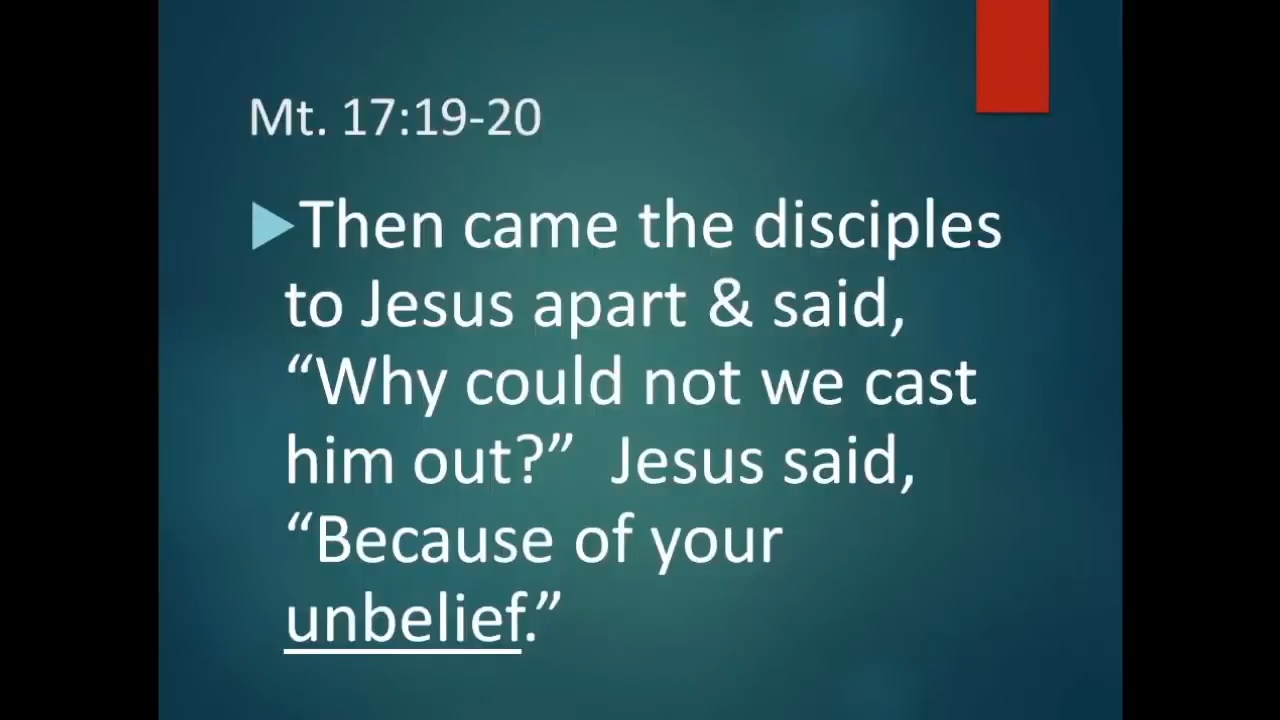 Mt. 17:19-20
Then came the disciples
to Jesus apart & said,
“Why could not we cast
him out?”  Jesus said,
“Because of your
unbelief.”